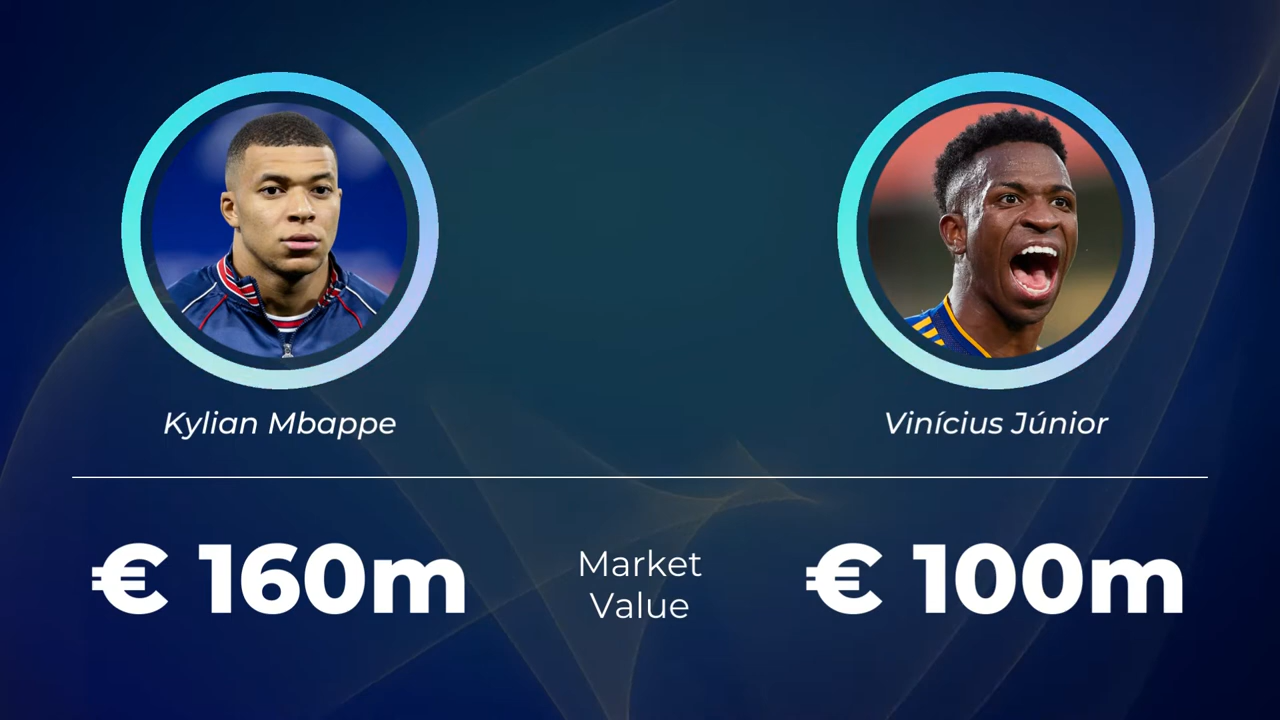 Kylian Mbappe
Vinícius Júnior
€ 160m
Market
Value
€ 100m